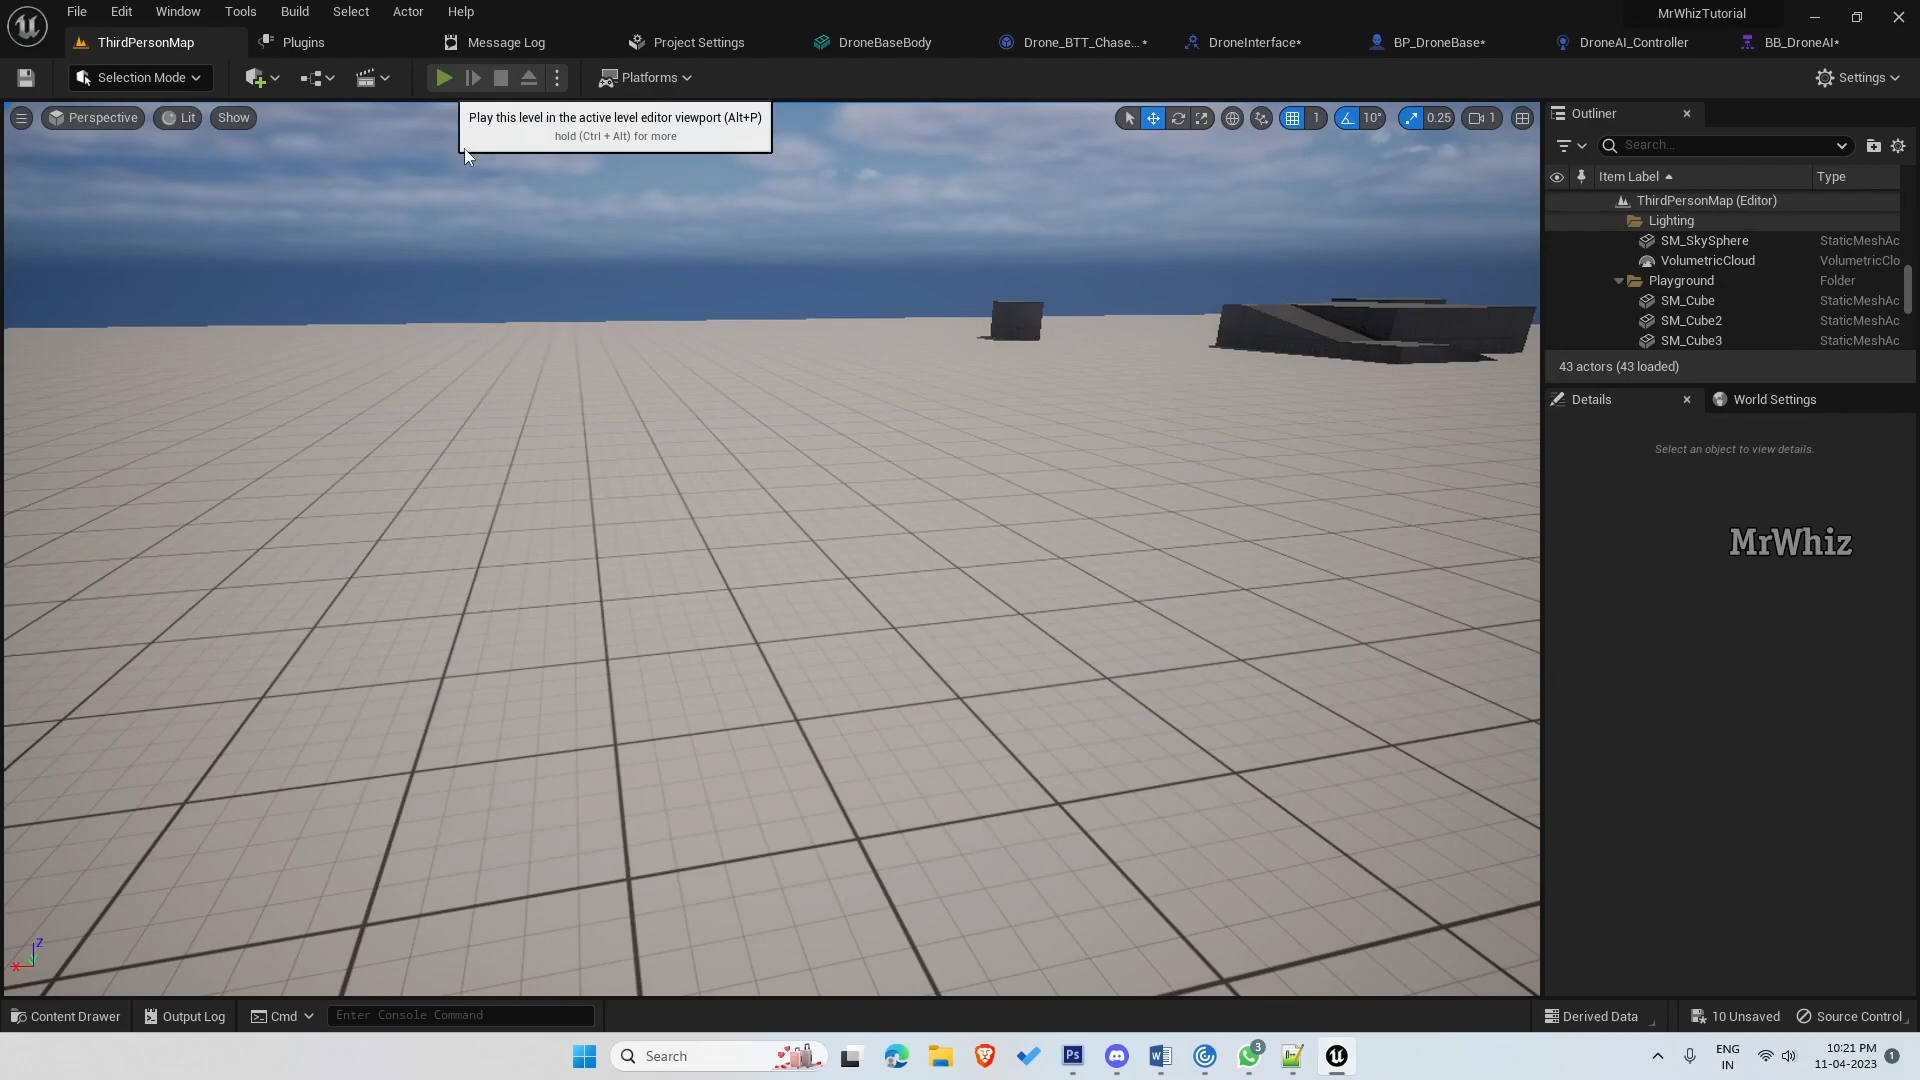 File Edit Window Tools Build Select Actor Help
MrWhizTutorial
ThirdPersonMap Plugins Message Log Project Settings DroneBaseBody Drone_BTT_Chase... * DroneInterface* BP_DroneBase* DroneAI_Controller BB_DroneAI*
Selection Mode Platforms Settings
Perspective Lit Show
Play this level in the active level editor viewport (Alt+P)
hold (Ctrl + Alt) for more
1 10° 0.25 1
Outliner
Search...
Item Label Type
ThirdPersonMap (Editor)
Lighting
SM_SkySphere StaticMeshAc
VolumetricCloud VolumetricClo
Playground Folder
SM_Cube StaticMeshAc
SM_Cube2 StaticMeshAc
SM_Cube3 StaticMeshAc
43 actors (43 loaded)
Details World Settings
Select an object to view details.
MrWhiz
Z
X
Content Drawer Output Log Cmd Enter Console Command Derived Data 10 Unsaved Source Control
Search Ps 3 ENG 10:21 PM
IN 11-04-2023 1